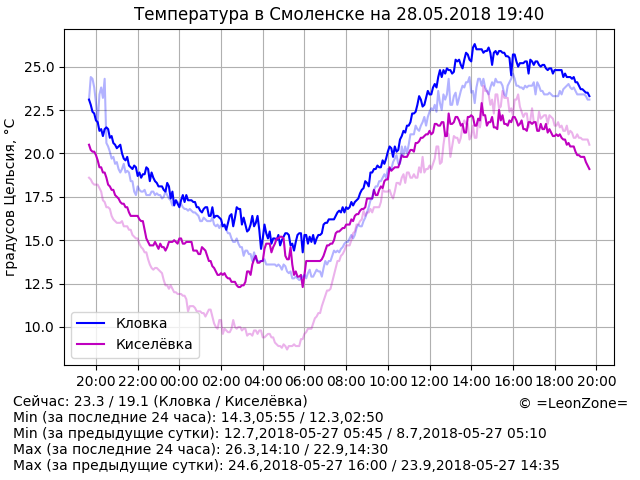 Температура в Смоленске на 28.05.2018 19:40
градусов Цельсия, °C
25.0
22.5
20.0
17.5
15.0
12.5
10.0
Кловка
Киселёвка
20:00 22:00 00:00 02:00 04:00 06:00 08:00 10:00 12:00 14:00 16:00 18:00 20:00
Сейчас: 23.3 / 19.1 (Кловка / Киселёвка)
© =LeonZone=
Min (за последние 24 часа): 14.3,05:55 / 12.3,02:50
Min (за предыдущие сутки): 12.7,2018-05-27 05:45 / 8.7,2018-05-27 05:10
Max (за последние 24 часа): 26.3,14:10 / 22.9,14:30
Max (за предыдущие сутки): 24.6,2018-05-27 16:00 / 23.9,2018-05-27 14:35